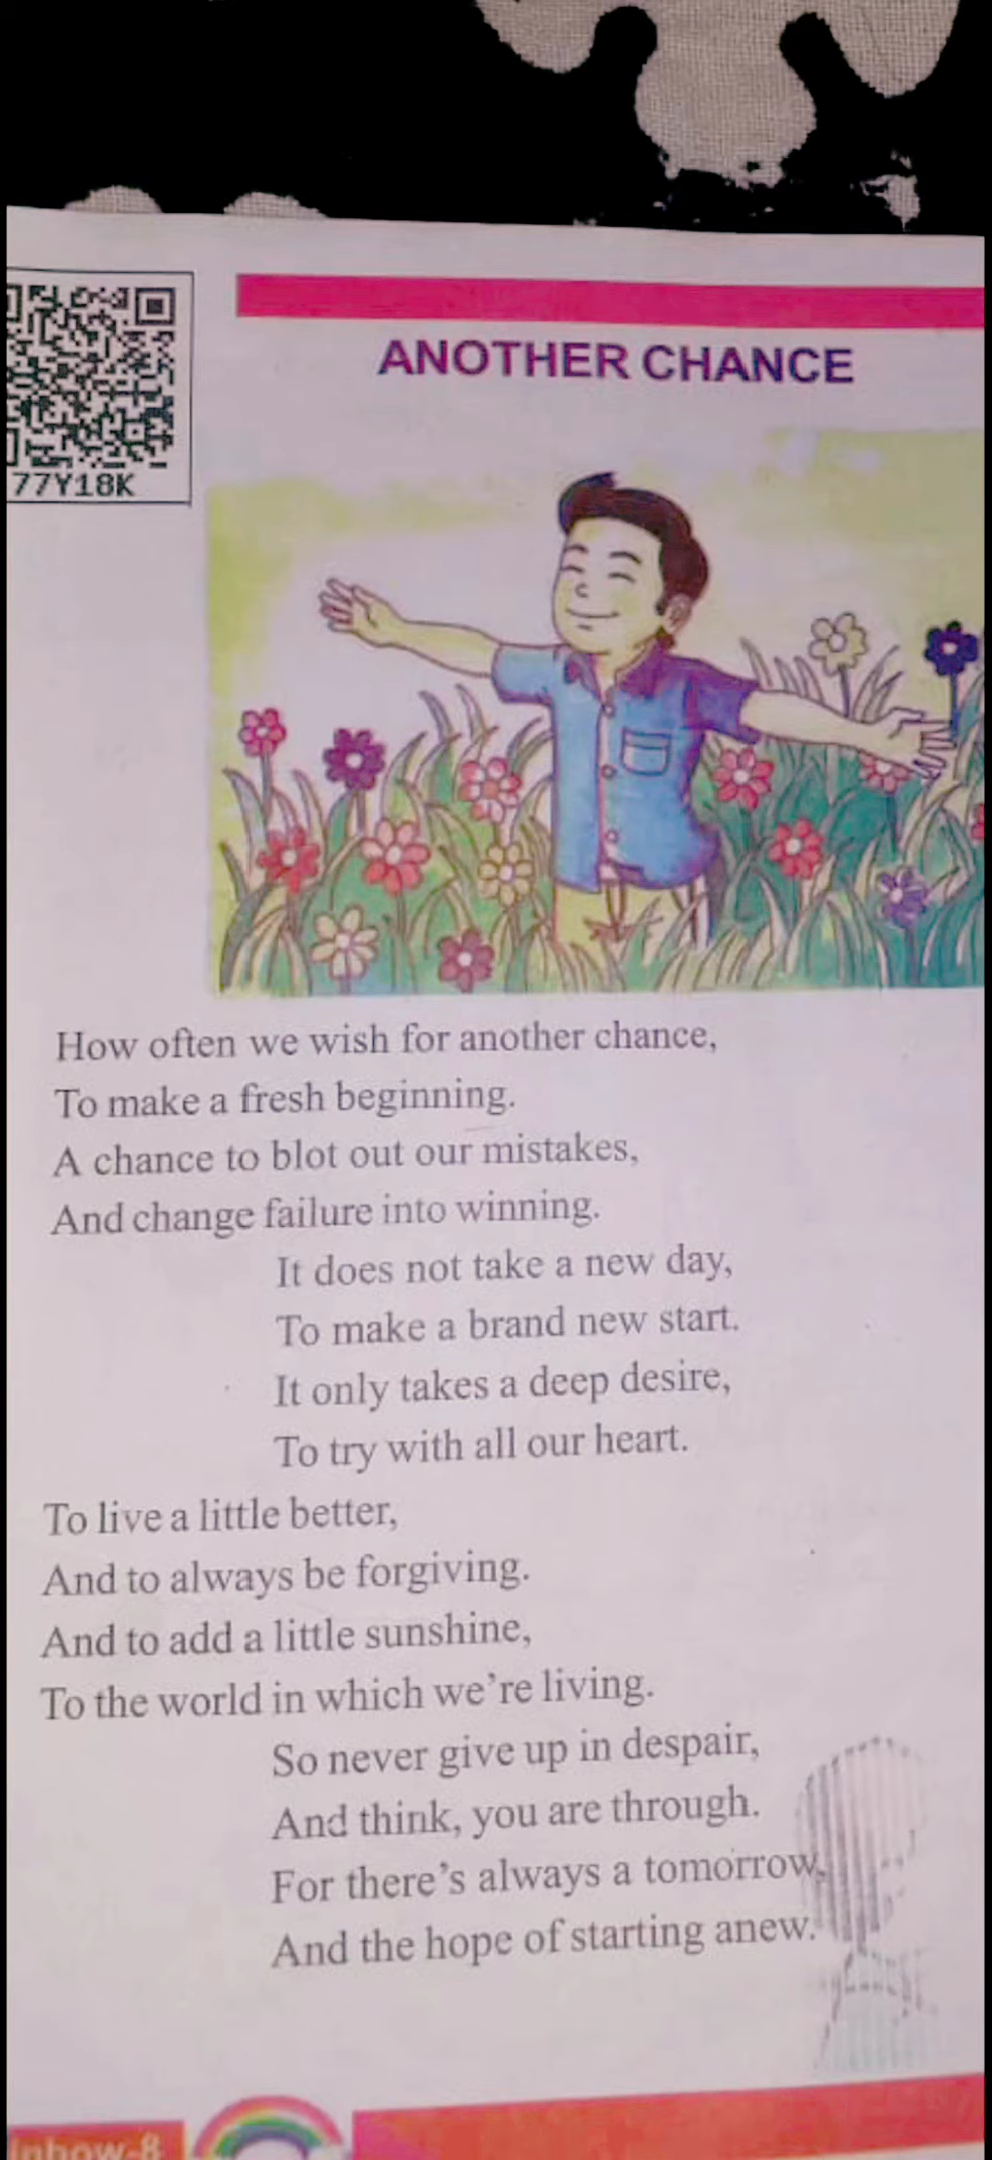 77Y18K
ANOTHER CHANCE
How often we wish for another chance,
To make a fresh beginning.
A chance to blot out our mistakes,
And change failure into winning.
It does not take a new day,
To make a brand new start.
It only takes a deep desire,
To try with all our heart.
To live a little better,
And to always be forgiving.
And to add a little sunshine,
To the world in which we're living.
So never give up in despair,
And think, you are through.
For there's always a tomorrow,
And the hope of starting anew.
inbow-8